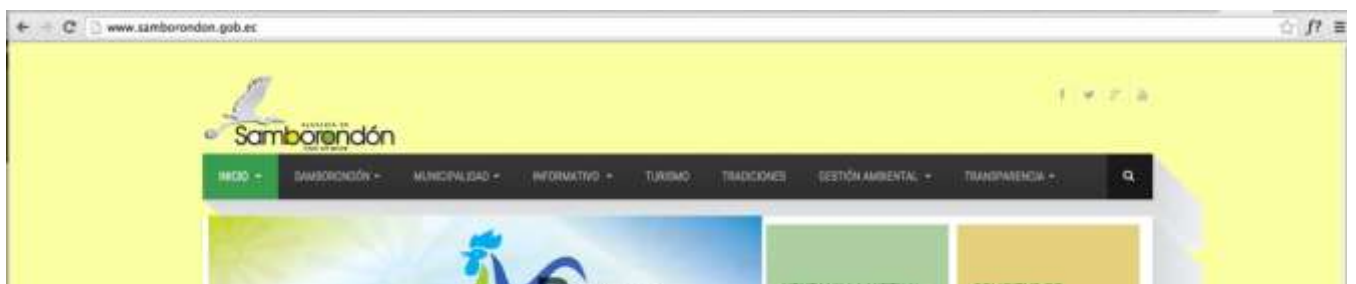 www.samborondon.gob.ec
Samborondón
INICIO SAMBORONDÓN MUNICIPALIDAD INFORMATIVO TURISMO TRADICIONES GESTIÓN AMBIENTAL TRANSPARENCIA